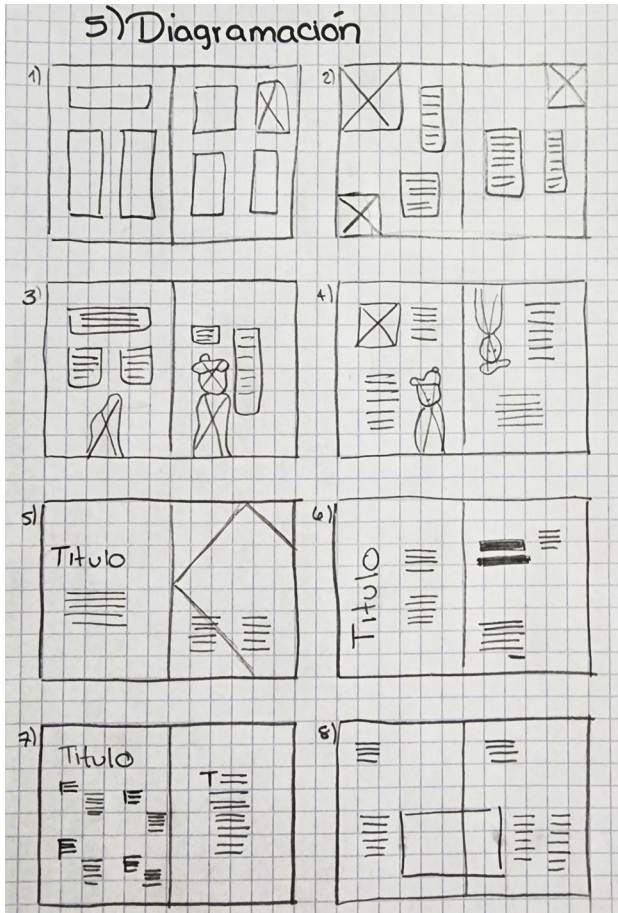 5) Diagramación
1)
2)
3)
4)
5)
Titulo
6)
Titulo
7)
Titulo
T
8)